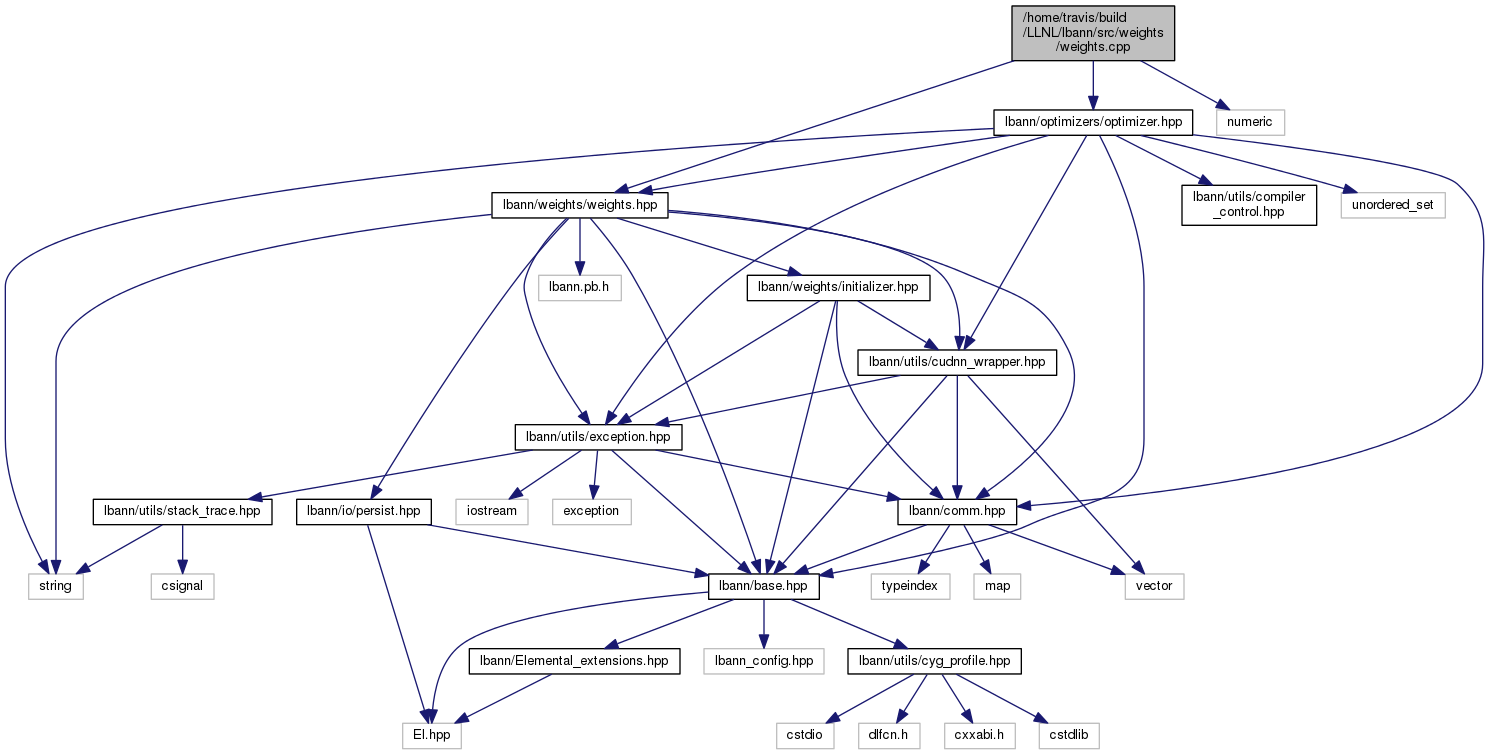 /home/travis/build
/LLNL/lbann/src/weights
/weights.cpp
lbann/optimizers/optimizer.hpp
numeric
lbann/weights/weights.hpp
lbann/utils/compiler
_control.hpp
unordered_set
lbann.pb.h
lbann/weights/initializer.hpp
lbann/utils/cudnn_wrapper.hpp
lbann/utils/exception.hpp
lbann/utils/stack_trace.hpp
lbann/io/persist.hpp
iostream
exception
lbann/comm.hpp
string
csignal
lbann/base.hpp
typeindex
map
vector
lbann/Elemental_extensions.hpp
lbann_config.hpp
lbann/utils/cyg_profile.hpp
El.hpp
cstdio
dlfcn.h
cxxabi.h
cstdlib